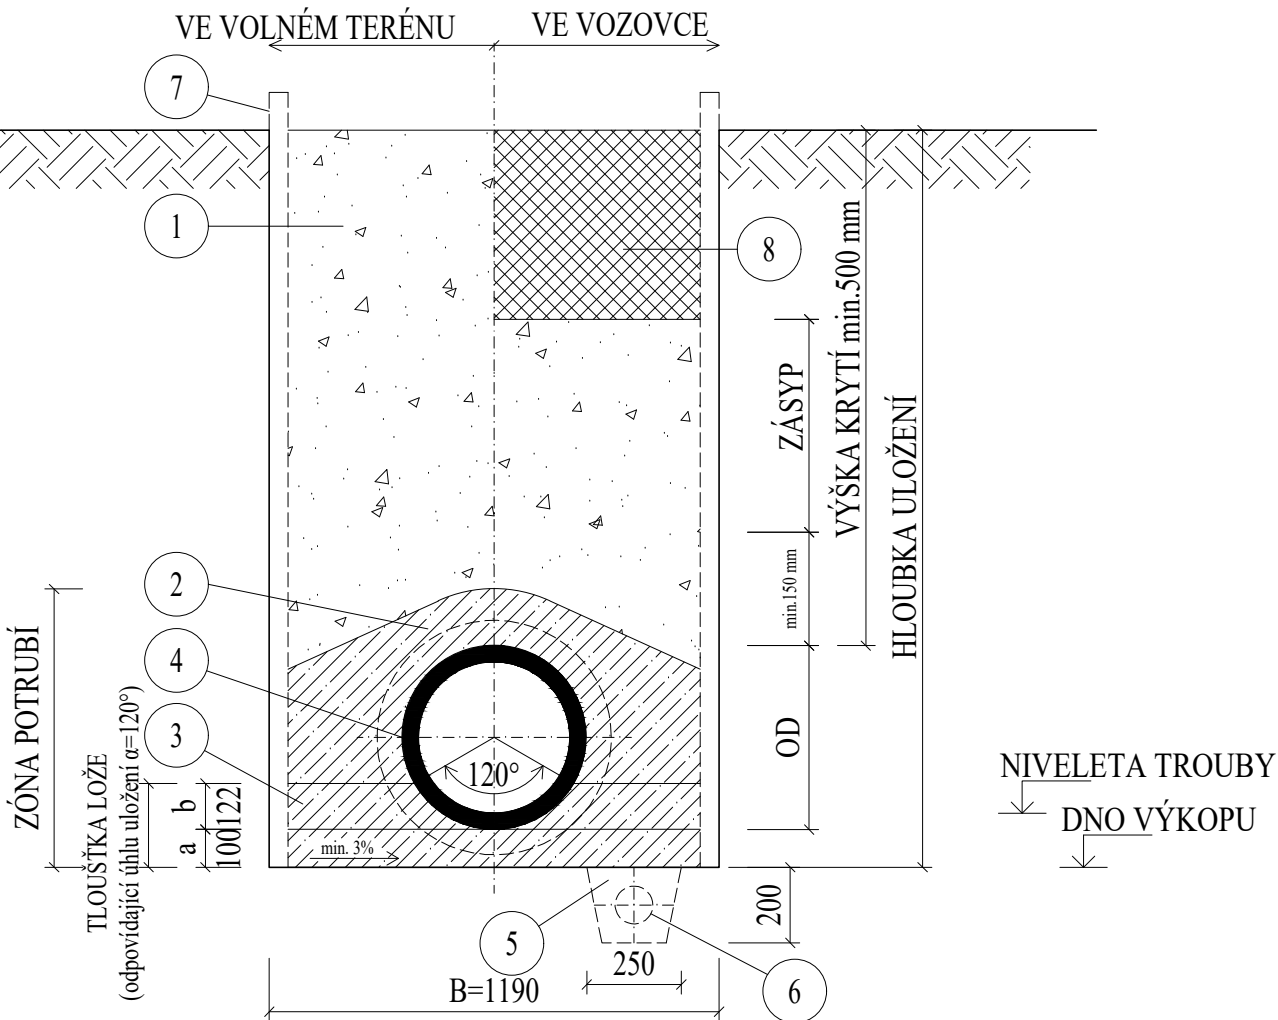 VE VOLNÉM TERÉNU
VE VOZOVCE
7
1
8
2
4
3
5
6
VÝŠKA KRYTÍ min.500 mm
HLOUBKA ULOŽENÍ
ZÁSYP
min.150 mm
OD
ZÓNA POTRUBÍ
TLOUŠŤKA LOŽE
(odpovídající úhlu uložení α=120°)
a
b
100
122
120°
min. 3%
NIVELETA TROUBY
DNO VÝKOPU
200
250
B=1190